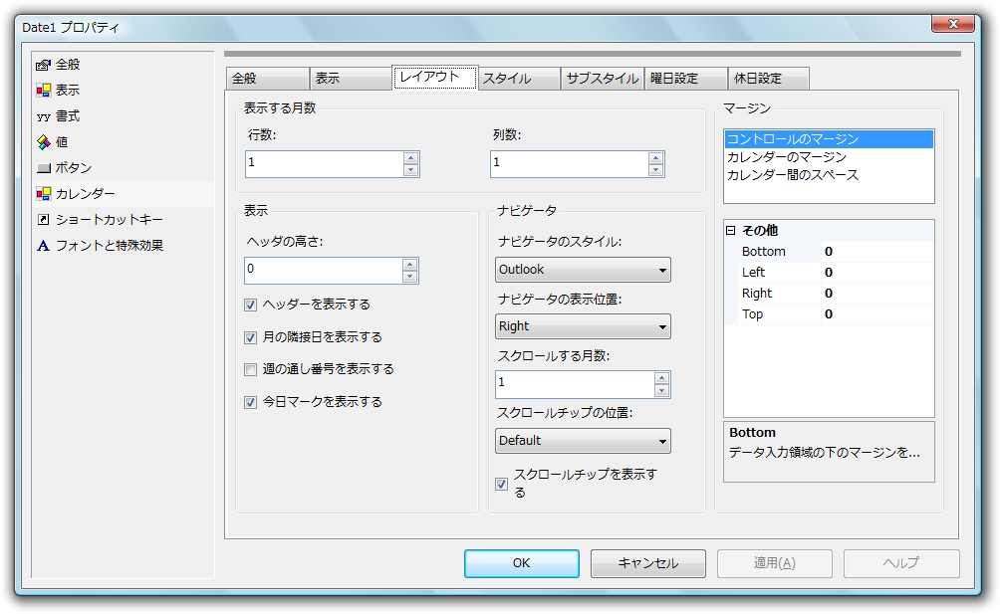 Date1 プロパティ
全般
表示
書式
値
ボタン
カレンダー
ショートカットキー
フォントと特殊効果
全般
表示
レイアウト
スタイル
サブスタイル
曜日設定
休日設定
表示する月数
行数:
1
列数:
1
表示
ヘッダの高さ:
0
ヘッダーを表示する
月の隣接日を表示する
週の通し番号を表示する
今日マークを表示する
ナビゲータ
ナビゲータのスタイル:
Outlook
ナビゲータの表示位置:
Right
スクロールする月数:
1
スクロールチップの位置:
Default
スクロールチップを表示す
る
マージン
コントロールのマージン
カレンダーのマージン
カレンダー間のスペース
その他
Bottom 0
Left 0
Right 0
Top 0
Bottom
データ入力領域の下のマージンを...
OK
キャンセル
適用(A)
ヘルプ